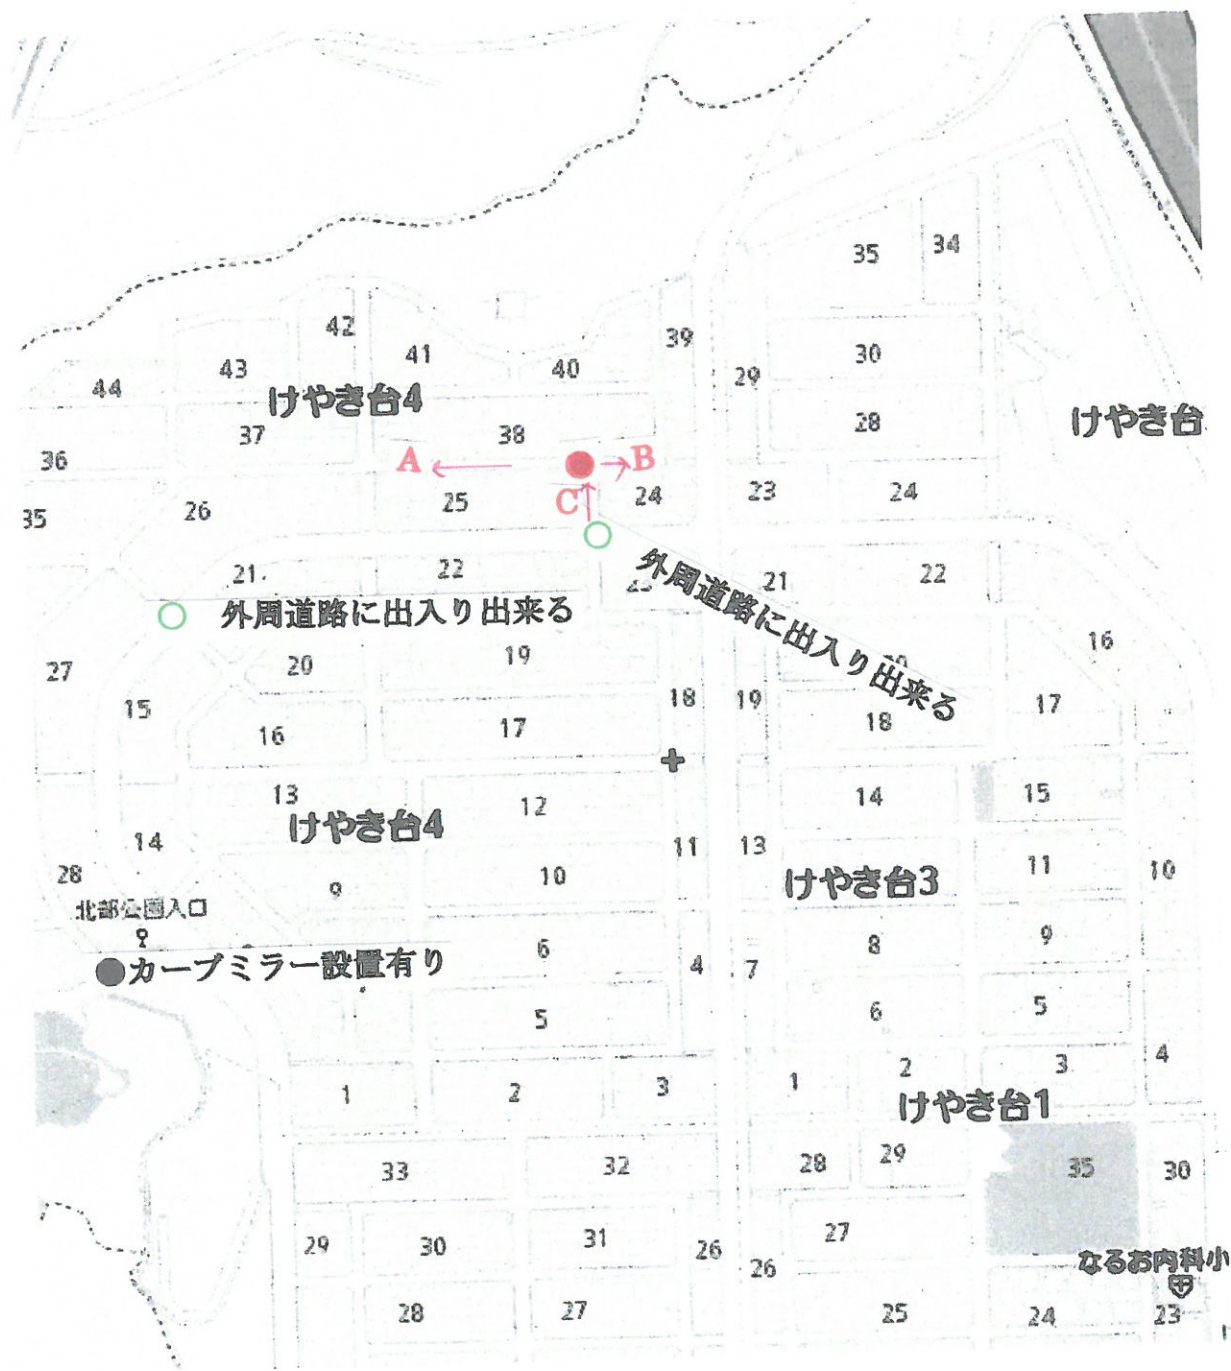 35 34
42 39
43 41 40 30 29
44
けやき台4
28 けやき台
37 38
36
A B
C
25 24 23 24
35 26
21 22 21 22
外周道路に出入り出来る
外周道路に出入り出来る
27 20 19 16
15 18 19 18 17
16 17
13 12 14 15
けやき台4
14 11 13 11 10
28 9 10 けやき台3
北部公園入口
6 8 9
カーブミラー設置有り
4 7
5 6 5
1 2 3 1 2 3 4
けやき台1
33 32 28 29 35 30
29 30 31 26 26 27
なるお内科小
28 27 25 24 23